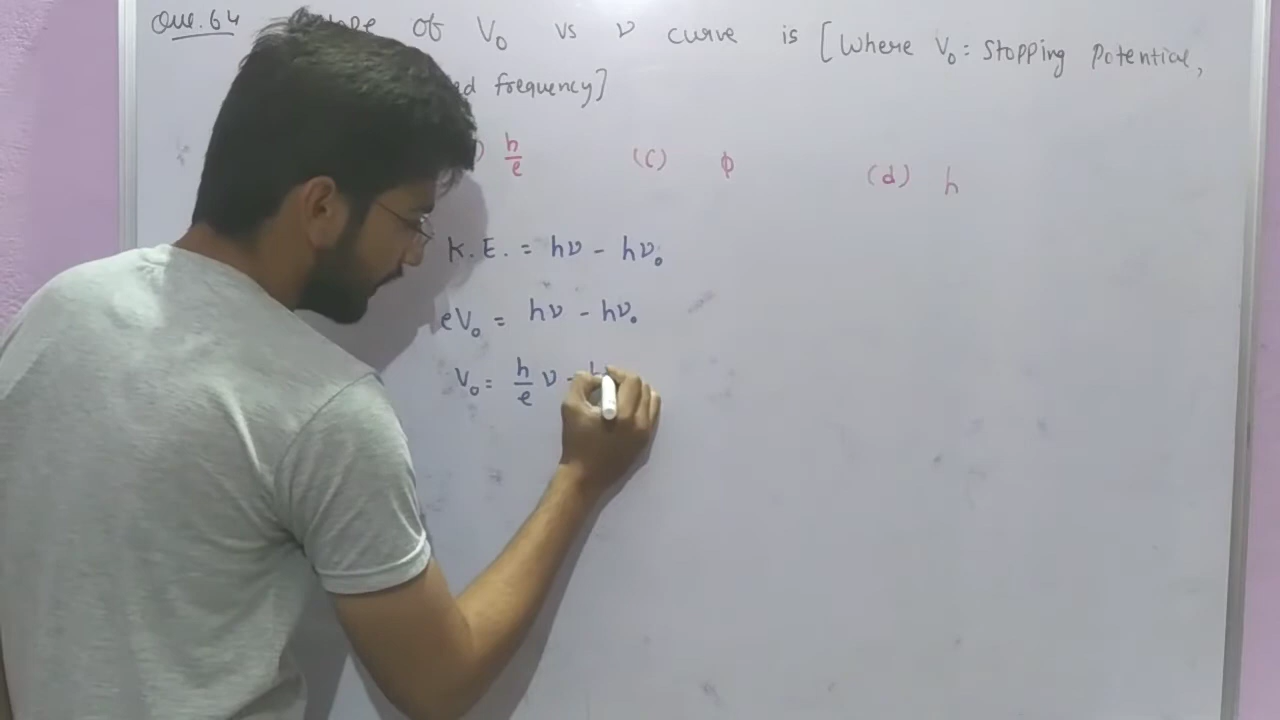 Que. 64 of V₀ vs ν curve is [Where V₀ = Stopping Potential,
frequency]
) h/e (C) φ (d) h
K.E. = hν - hν₀
eV₀ = hν - hν₀
V₀ = h/e ν -